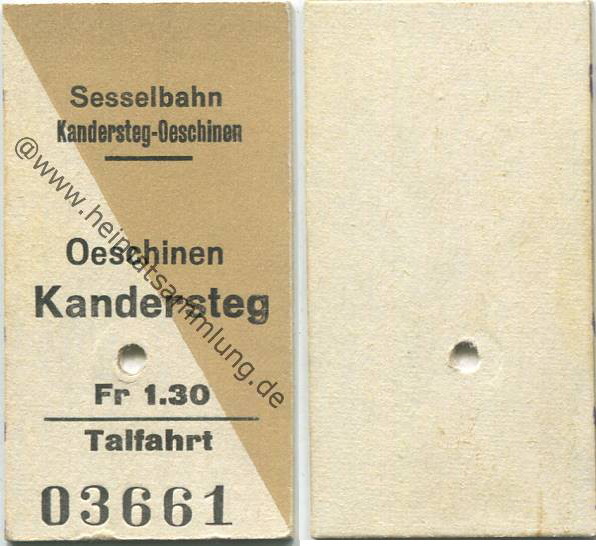 Sesselbahn
Kandersteg-Oeschinen
Oeschinen
Kandersteg
Fr 1.30
Talfahrt
03661
@www.heimatsammlung.de